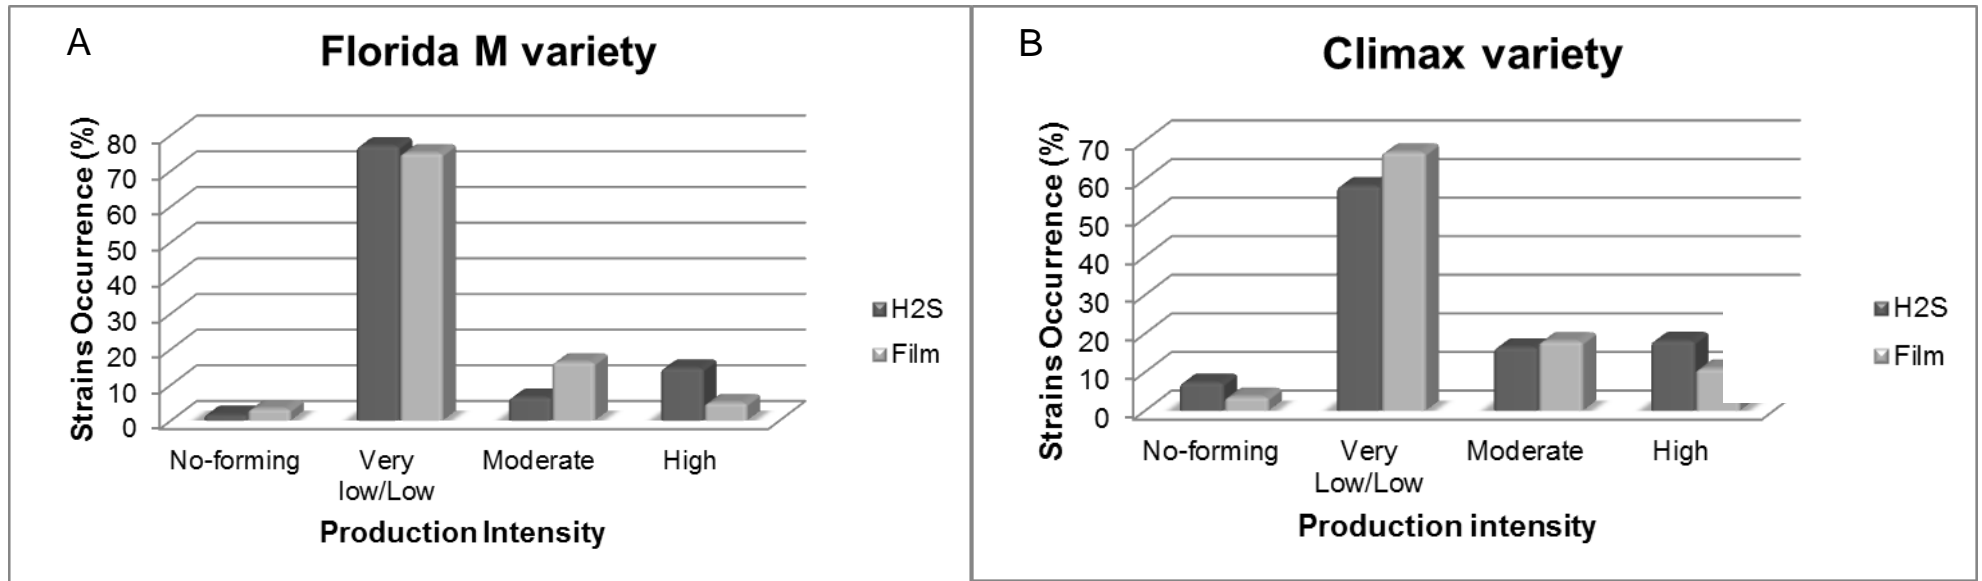 A
Florida M variety
Strains Occurrence (%)
80
70
60
50
40
30
20
10
0
No-forming
Very
low/Low
Moderate
High
Production Intensity
H2S
Film
B
Climax variety
Strains Occurrence (%)
70
60
50
40
30
20
10
0
No-forming
Very
Low/Low
Moderate
High
Production intensity
H2S
Film